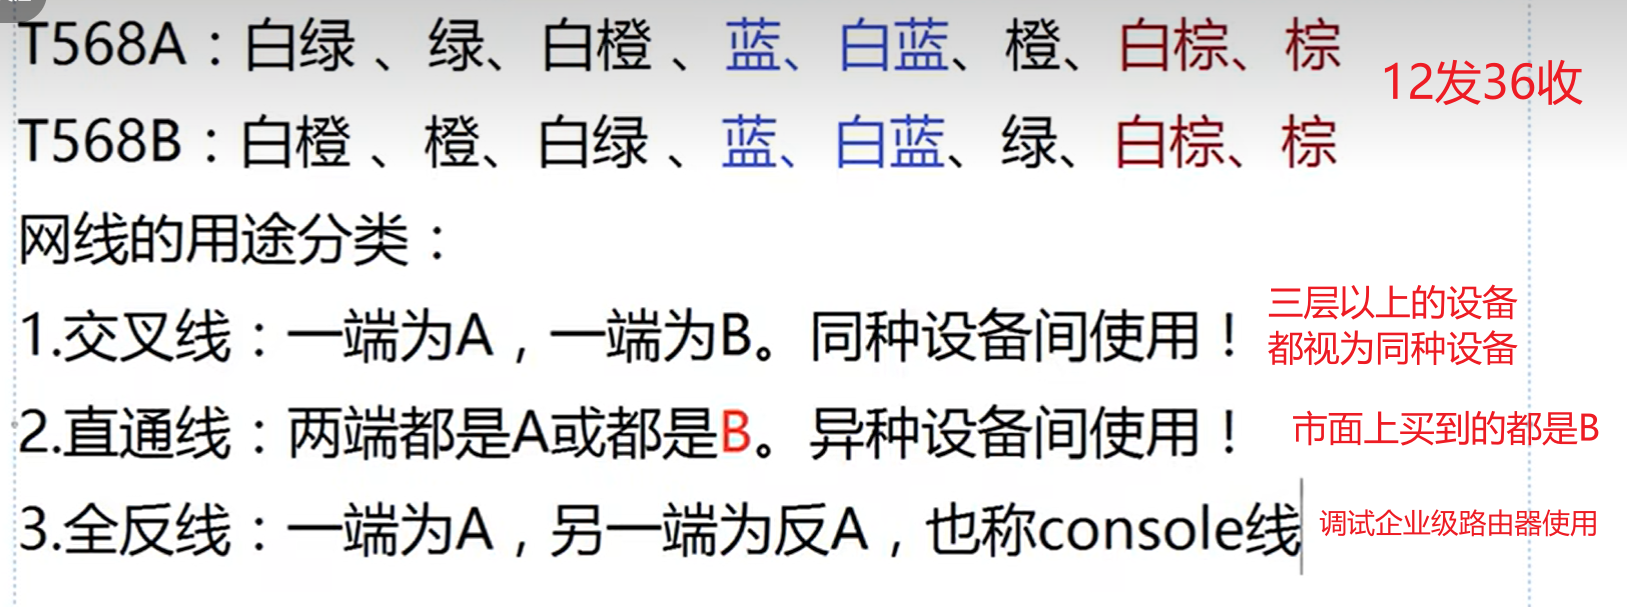 T568A：白绿 、绿、白橙 、蓝、白蓝、橙、白棕、棕
12发36收
T568B：白橙 、橙、白绿 、蓝、白蓝、绿、白棕、棕
网线的用途分类：
1.交叉线：一端为A，一端为B。同种设备间使用！
三层以上的设备
都视为同种设备
2.直通线：两端都是A或都是B。异种设备间使用！
市面上买到的都是B
3.全反线：一端为A，另一端为反A，也称console线
调试企业级路由器使用